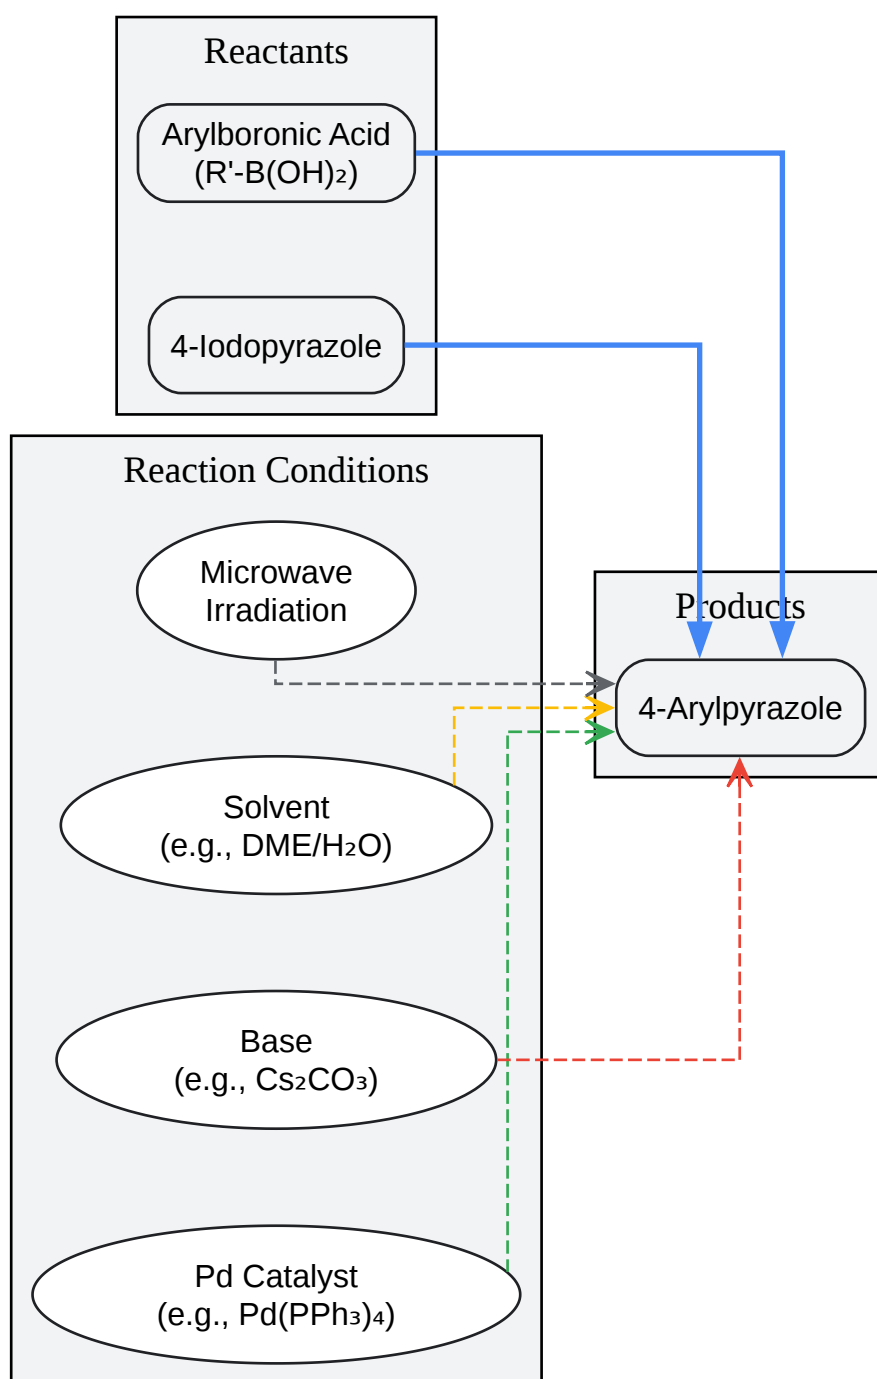 Reactants
Arylboronic Acid
(R'-B(OH)₂)
4-Iodopyrazole
Reaction Conditions
Microwave
Irradiation
Products
4-Arylpyrazole
Solvent
(e.g., DME/H₂O)
Base
(e.g., Cs₂CO₃)
Pd Catalyst
(e.g., Pd(PPh₃)₄)